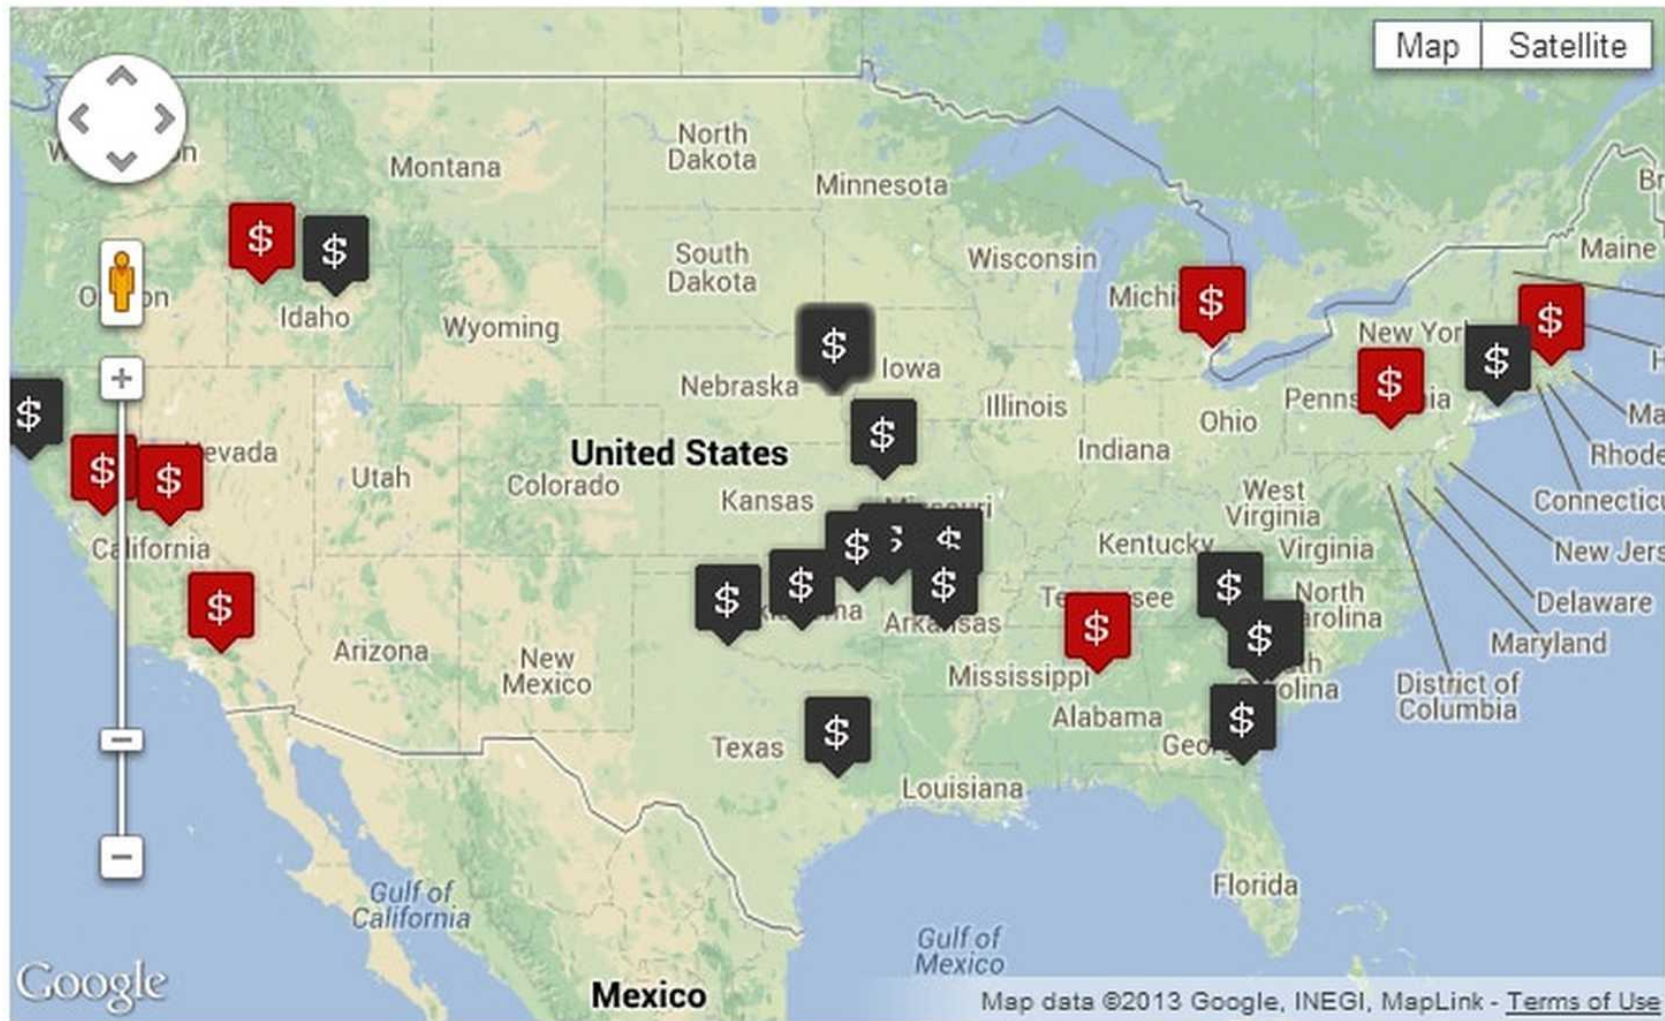 Map
Satellite
North
Dakota
Montana
Minnesota
South
Dakota
Wisconsin
Maine
Idaho
Wyoming
$
$
$
$
$
New
Iowa
Nebraska
$
$
Illinois
Ohio
$
$
United States
$
Indiana
Rhode
$
$
Utah
Colorado
Kansas
West
Virginia
California
Kentucky
Virginia
$
$
$
$
$
$
$
$
North
Delaware
Arkansas
$
$
Maryland
Arizona
New
Mexico
Mississippi
District of
Columbia
Texas
$
Alabama
$
Louisiana
Florida
Gulf of
California
Gulf of
Mexico
Google
Mexico
Map data ©2013 Google, INEGI, MapLink - Terms of Use